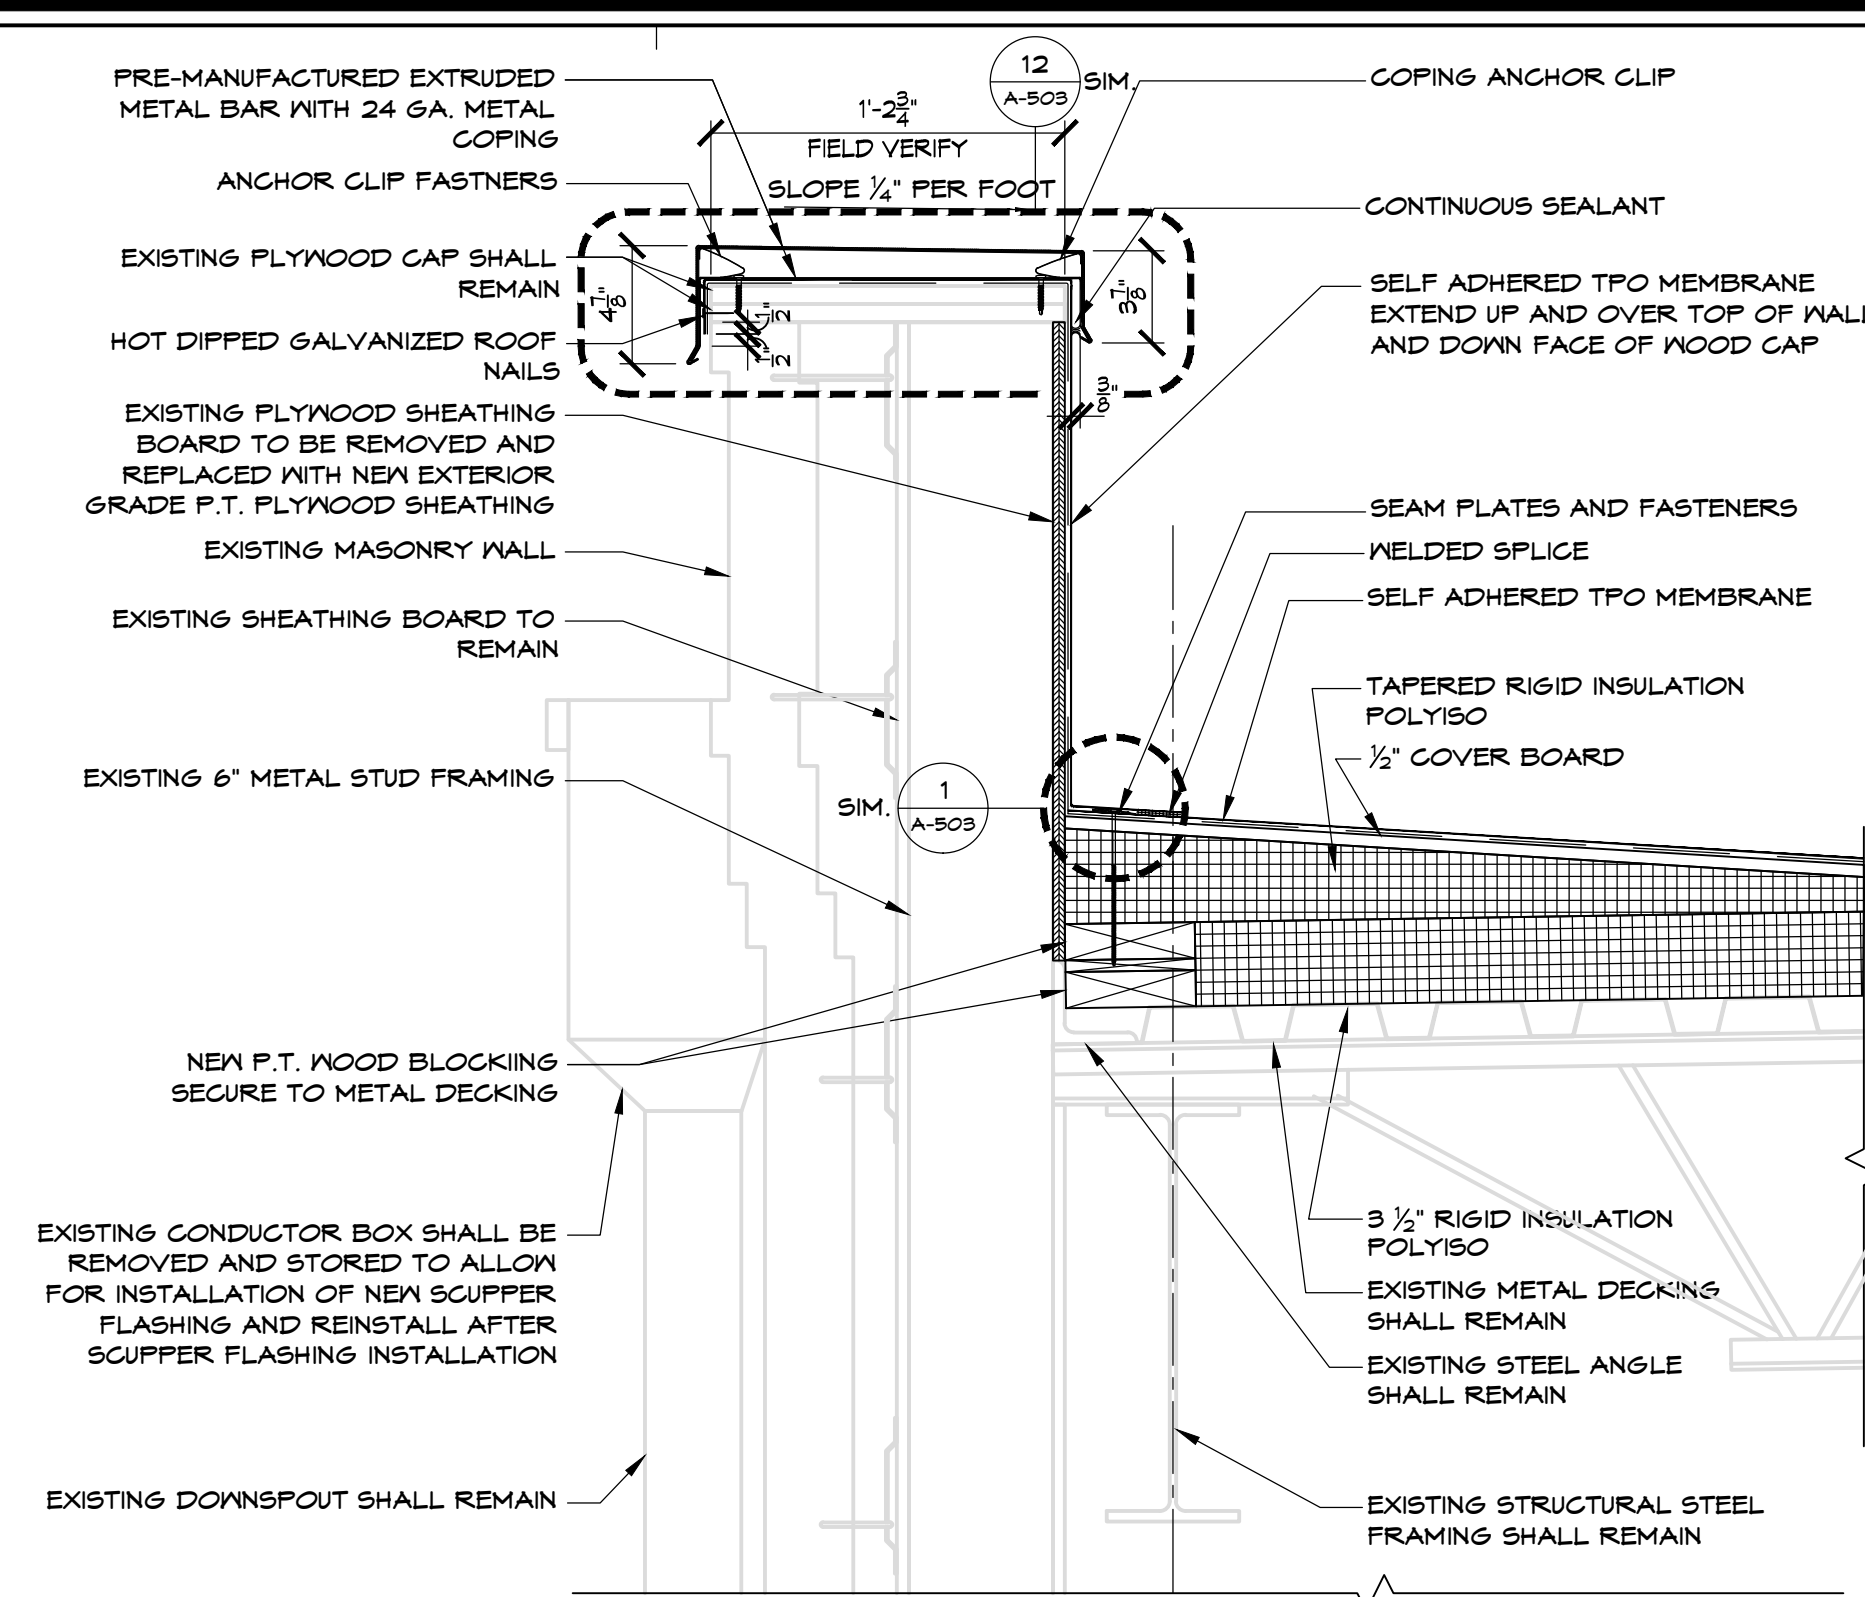 PRE-MANUFACTURED EXTRUDED
METAL BAR WITH 24 GA. METAL
COPING
ANCHOR CLIP FASTNERS
EXISTING PLYWOOD CAP SHALL
REMAIN
HOT DIPPED GALVANIZED ROOF
NAILS
EXISTING PLYWOOD SHEATHING
BOARD TO BE REMOVED AND
REPLACED WITH NEW EXTERIOR
GRADE P.T. PLYWOOD SHEATHING
EXISTING MASONRY WALL
EXISTING SHEATHING BOARD TO
REMAIN
EXISTING 6" METAL STUD FRAMING
NEW P.T. WOOD BLOCKIING
SECURE TO METAL DECKING
EXISTING CONDUCTOR BOX SHALL BE
REMOVED AND STORED TO ALLOW
FOR INSTALLATION OF NEW SCUPPER
FLASHING AND REINSTALL AFTER
SCUPPER FLASHING INSTALLATION
EXISTING DOWNSPOUT SHALL REMAIN
12
A-503
SIM.
1'-2 3/4"
FIELD VERIFY
SLOPE 1/4" PER FOOT
4 7/8"
1/2"
3 7/8"
3/8"
SIM.
1
A-503
COPING ANCHOR CLIP
CONTINUOUS SEALANT
SELF ADHERED TPO MEMBRANE
EXTEND UP AND OVER TOP OF WALL
AND DOWN FACE OF WOOD CAP
SEAM PLATES AND FASTENERS
WELDED SPLICE
SELF ADHERED TPO MEMBRANE
TAPERED RIGID INSULATION
POLYISO
1/2" COVER BOARD
3 1/2" RIGID INSULATION
POLYISO
EXISTING METAL DECKING
SHALL REMAIN
EXISTING STEEL ANGLE
SHALL REMAIN
EXISTING STRUCTURAL STEEL
FRAMING SHALL REMAIN